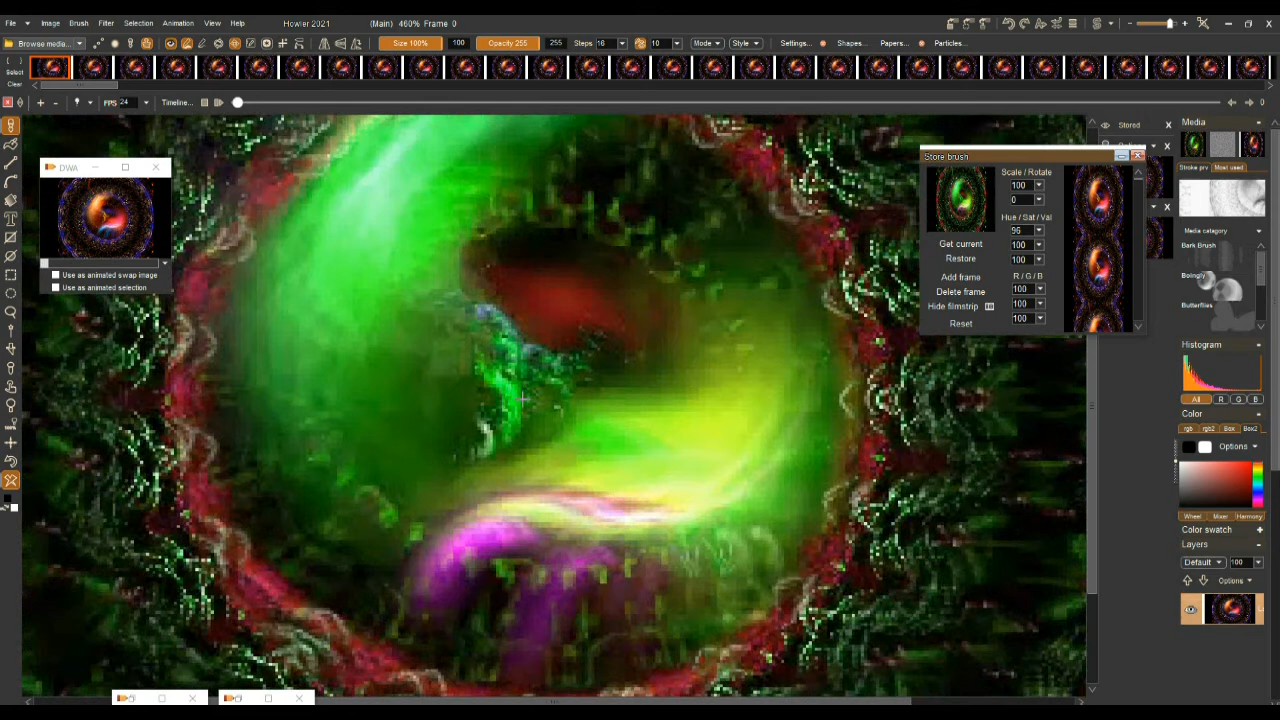 File Image Brush Filter Selection Animation View Help Howler 2021 (Main) 460% Frame 0
Browse media... Size 100% 100 Opacity 255 255 Steps 16 10 Mode Style Settings... Shapes... Papers... Particles...
Select
Clear
FPS 24 Timeline... 0
Stored
Media
DWA
Use as animated swap image
Use as animated selection
Store brush
Scale / Rotate
100
0
Hue / Sat / Val
96
Get current 100
Restore 100
Add frame R / G / B
Delete frame 100
Hide filmstrip 100
Reset 100
Stroke prv Most used
Media catagory
Bark Brush
Boingly
Butterflies
Histogram
All R G B
Color
rgb rgb2 Box Box2
Options
Wheel Mixer Harmony
Color swatch
Layers
Default 100
Options